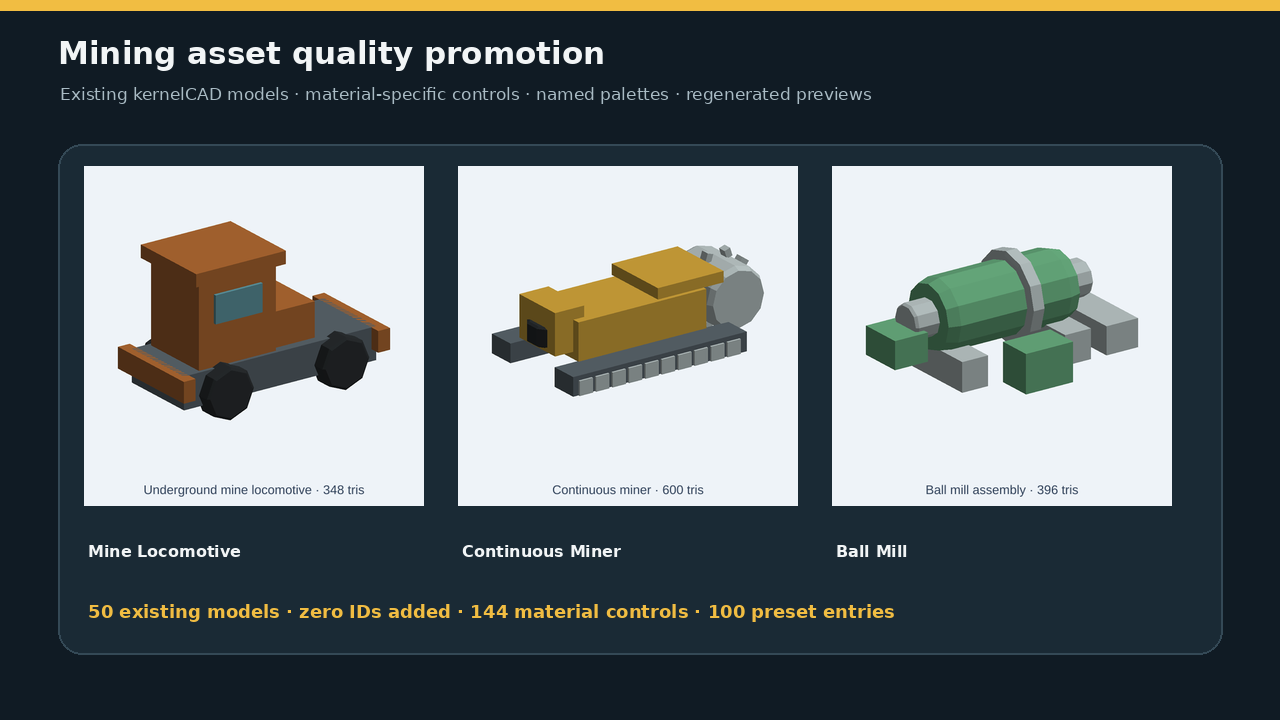 Mining asset quality promotion
Existing kernelCAD models · material-specific controls · named palettes · regenerated previews
Underground mine locomotive · 348 tris
Continuous miner · 600 tris
Ball mill assembly · 396 tris
Mine Locomotive
Continuous Miner
Ball Mill
50 existing models · zero IDs added · 144 material controls · 100 preset entries